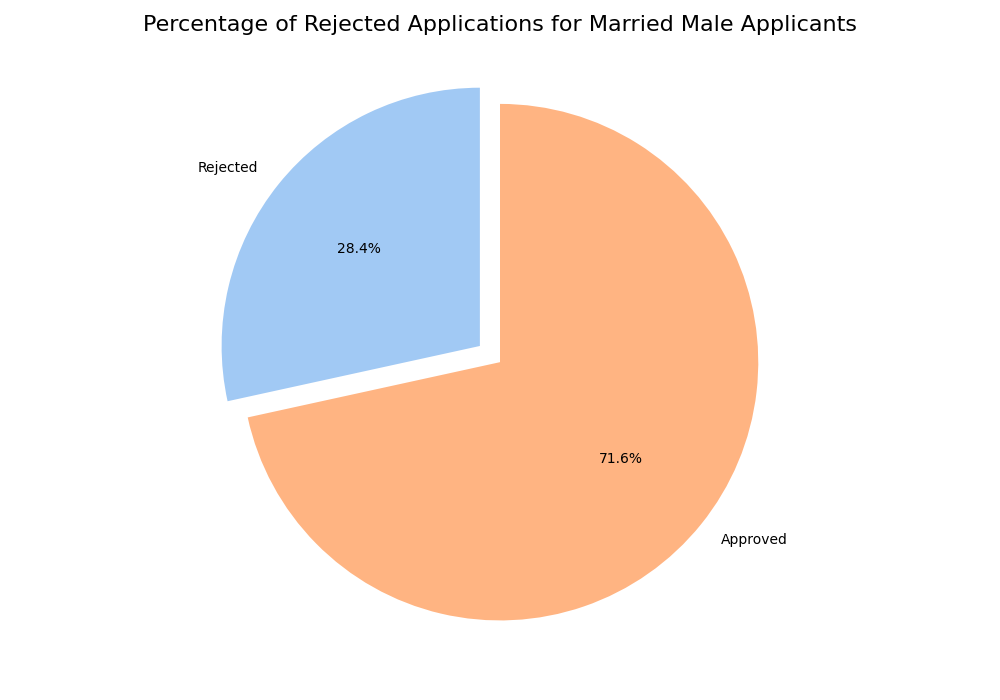 Percentage of Rejected Applications for Married Male Applicants
Rejected
28.4%
71.6%
Approved